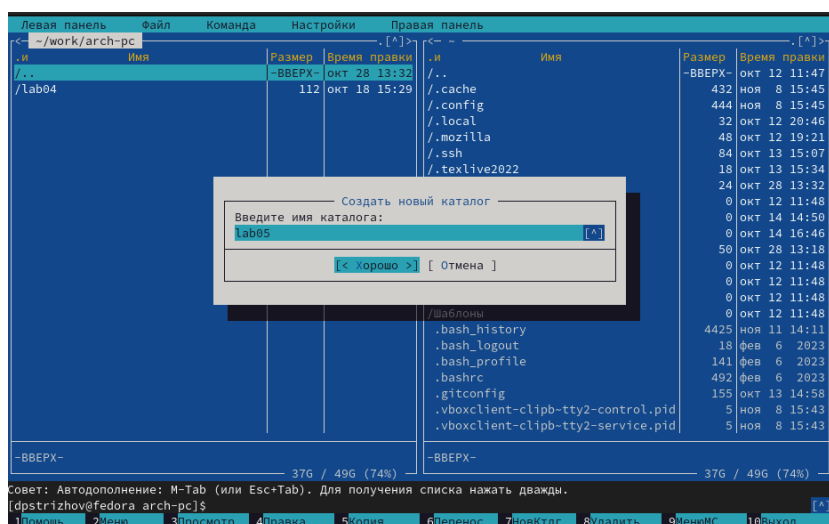 Левая панель Файл Команда Настройки Правая панель
<- ~/work/arch-pc .[^]>
<- ~ .[^]>
.и Имя Размер Время правки
/.. -ВВЕРХ- окт 28 13:32
/lab04 112 окт 18 15:29
.и Имя Размер Время правки
/.. -ВВЕРХ- окт 12 11:47
/.cache 432 ноя 8 15:45
/.config 444 ноя 8 15:45
/.local 32 окт 12 20:46
/.mozilla 48 окт 12 19:21
/.ssh 84 окт 13 15:07
/.texlive2022 18 окт 13 15:34
24 окт 28 13:32
0 окт 12 11:48
0 окт 14 14:50
0 окт 14 16:46
50 окт 28 13:18
0 окт 12 11:48
0 окт 12 11:48
0 окт 12 11:48
/Шаблоны 0 окт 12 11:48
.bash_history 4425 ноя 11 14:11
.bash_logout 18 фев 6 2023
.bash_profile 141 фев 6 2023
.bashrc 492 фев 6 2023
.gitconfig 155 окт 13 14:58
.vboxclient-clipb~tty2-control.pid 5 ноя 8 15:43
.vboxclient-clipb~tty2-service.pid 5 ноя 8 15:43
Создать новый каталог
Введите имя каталога:
lab05 [^]
[< Хорошо >] [ Отмена ]
-ВВЕРХ-
37G / 49G (74%)
-ВВЕРХ-
37G / 49G (74%)
Совет: Автодополнение: M-Tab (или Esc+Tab). Для получения списка нажать дважды.
[dpstrizhov@fedora arch-pc]$ [^]
1Помощь 2Меню 3Просмотр 4Правка 5Копия 6Перенос 7НовКтлг 8Удалить 9МенюMC 10Выход